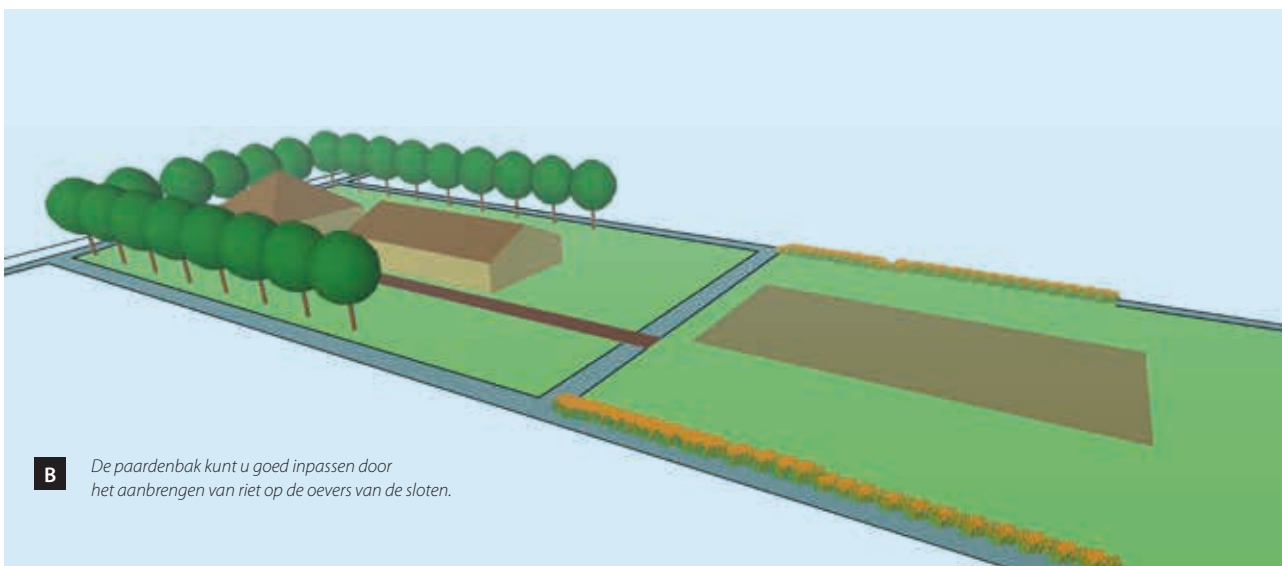 B
De paardenbak kunt u goed inpassen door
het aanbrengen van riet op de oevers van de sloten.